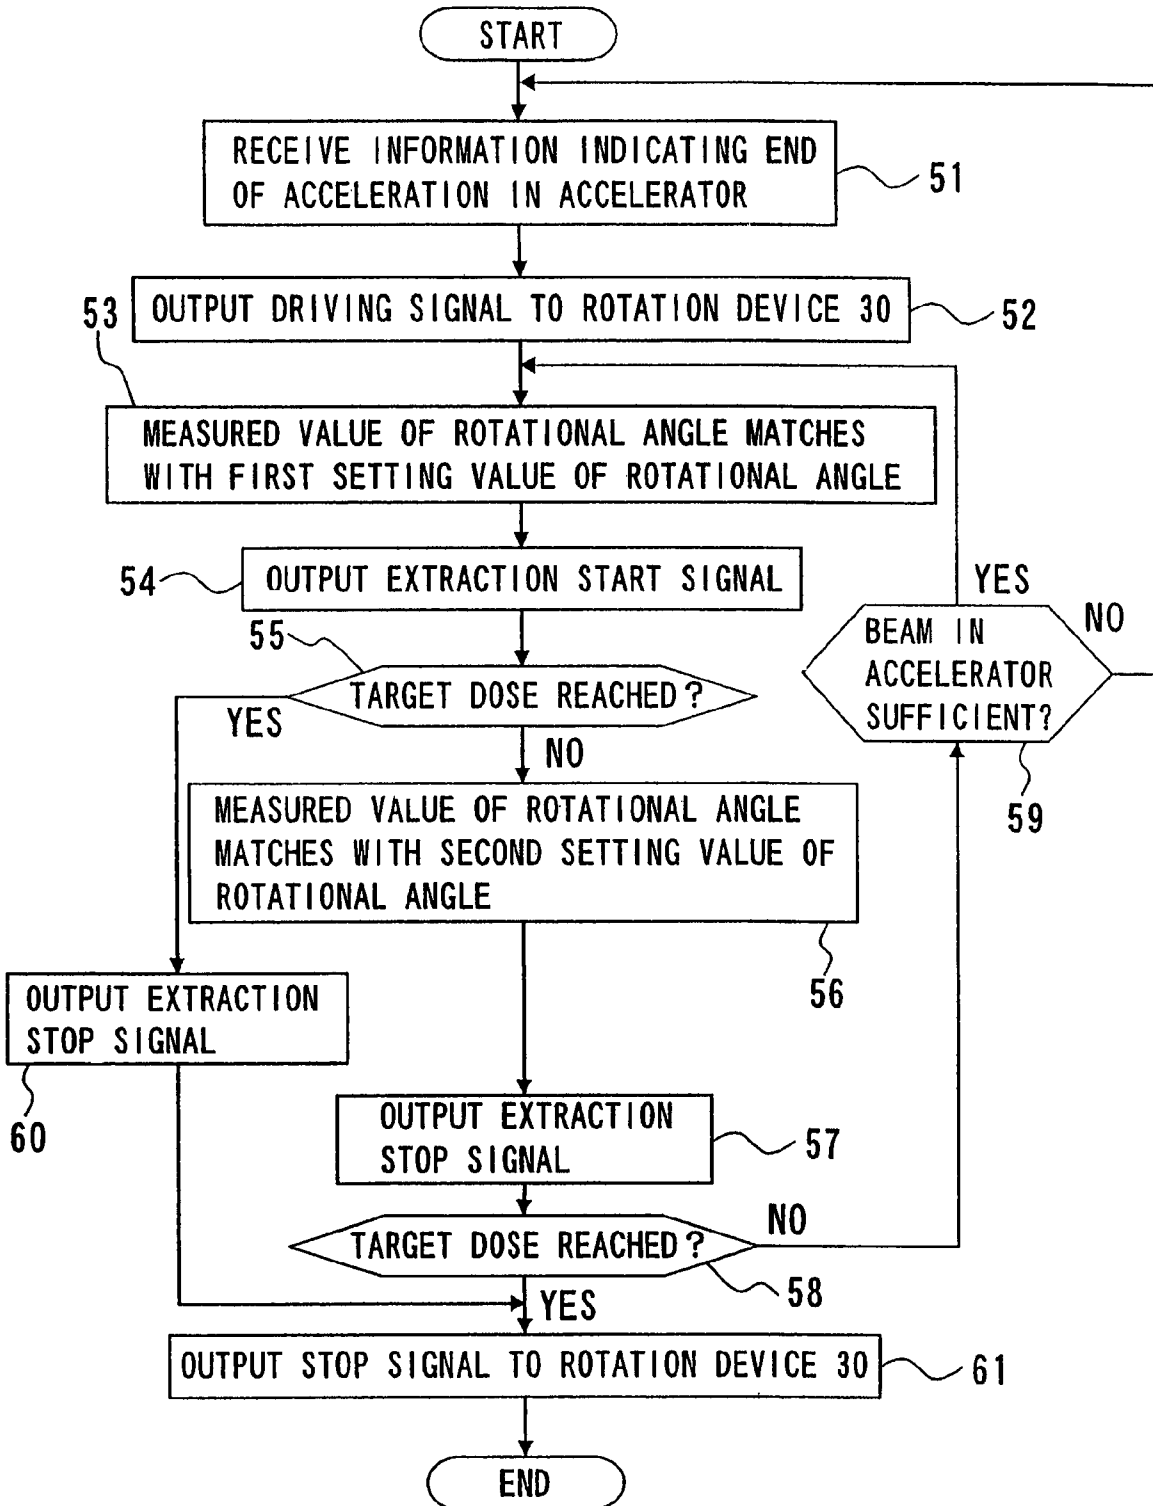 START
RECEIVE INFORMATION INDICATING END
OF ACCELERATION IN ACCELERATOR
51
OUTPUT DRIVING SIGNAL TO ROTATION DEVICE 30
52
53
MEASURED VALUE OF ROTATIONAL ANGLE MATCHES
WITH FIRST SETTING VALUE OF ROTATIONAL ANGLE
OUTPUT EXTRACTION START SIGNAL
54
55
TARGET DOSE REACHED?
YES
NO
BEAM IN
ACCELERATOR
SUFFICIENT?
YES
NO
59
MEASURED VALUE OF ROTATIONAL ANGLE
MATCHES WITH SECOND SETTING VALUE OF
ROTATIONAL ANGLE
56
OUTPUT EXTRACTION
STOP SIGNAL
60
OUTPUT EXTRACTION
STOP SIGNAL
57
TARGET DOSE REACHED?
NO
58
YES
OUTPUT STOP SIGNAL TO ROTATION DEVICE 30
61
END